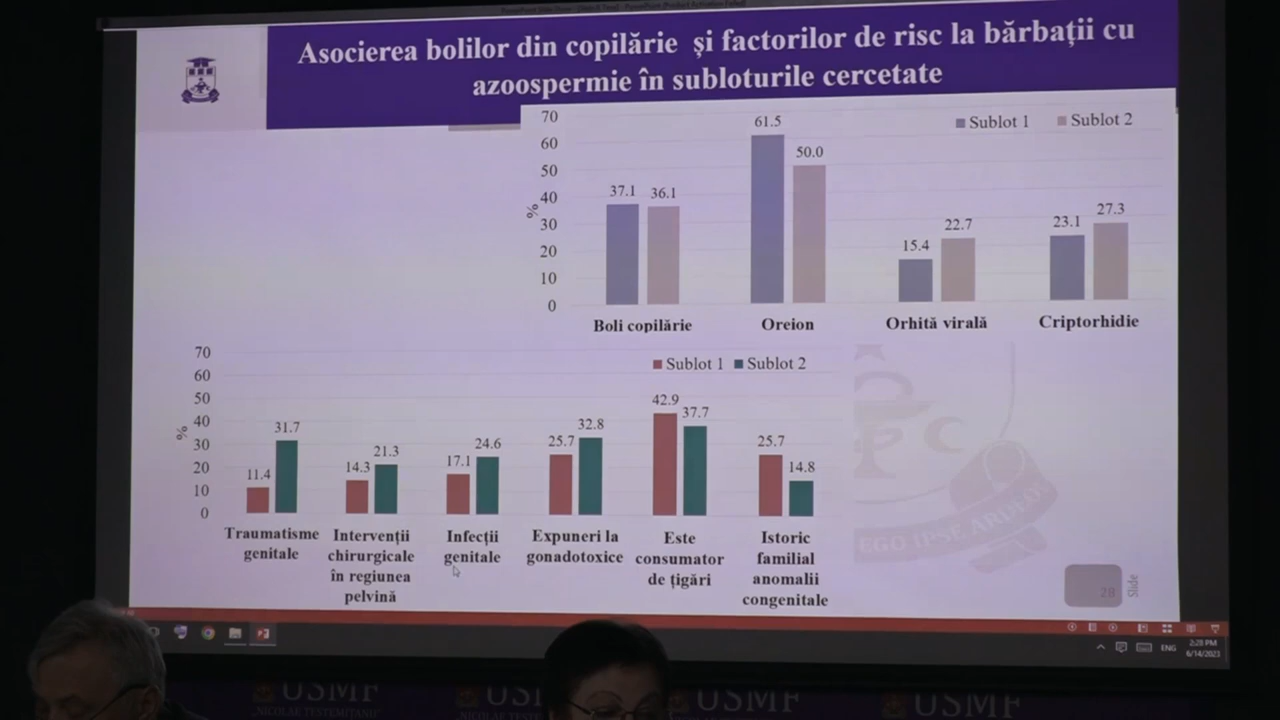 Asocierea bolilor din copilărie și factorilor de risc la bărbații cu
azoospermie în subloturile cercetate
70
60
50
40
30
20
10
0
%
Sublot 1 Sublot 2
37.1 36.1
61.5 50.0
15.4 22.7
23.1 27.3
Boli copilărie Oreion Orhită virală Criptorhidie
70
60
50
40
30
20
10
0
%
Sublot 1 Sublot 2
11.4 31.7
14.3 21.3
17.1 24.6
25.7 32.8
42.9 37.7
25.7 14.8
Traumatisme
genitale
Intervenții
chirurgicale
în regiunea
pelvină
Infecții
genitale
Expuneri la
gonadotoxice
Este
consumator
de țigări
Istoric
familial
anomalii
congenitale
EGO IPSE
28
Slide
ENG
2:28 PM
6/14/2023
USMF
USMF
USMF